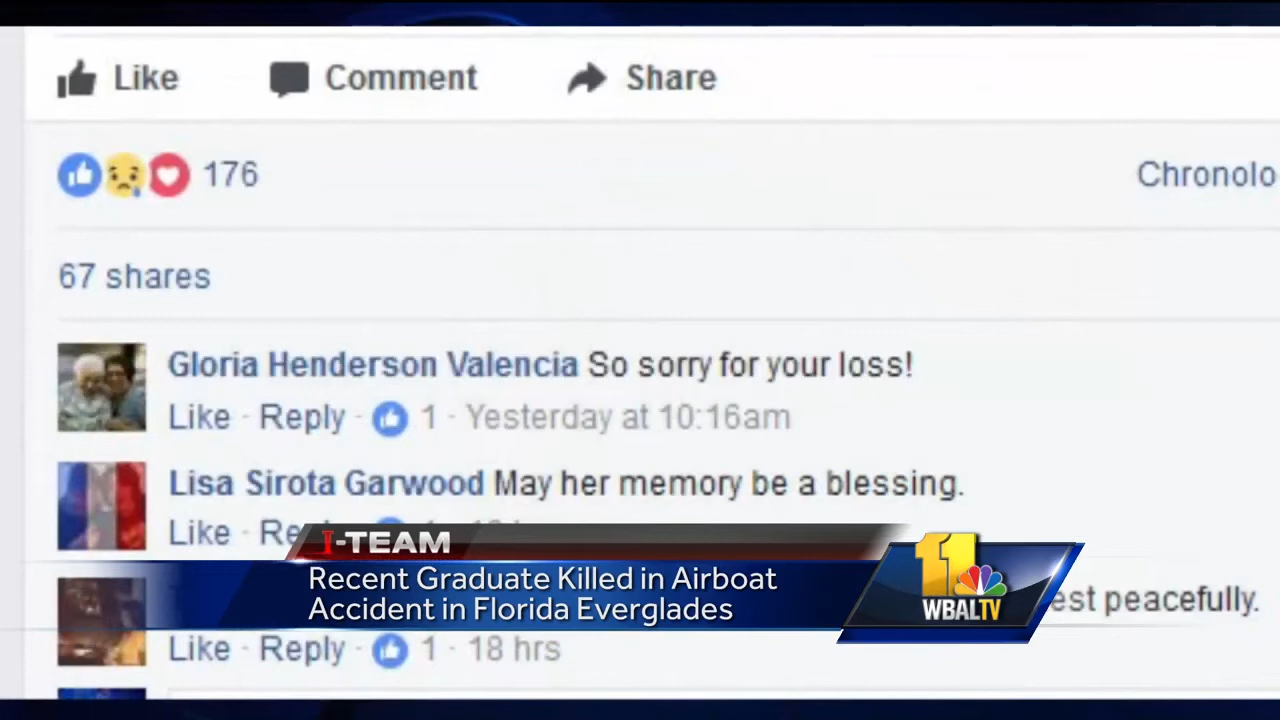 Like Comment Share
176 Chronolo
67 shares
Gloria Henderson Valencia So sorry for your loss!
Like · Reply · 1 · Yesterday at 10:16am
Lisa Sirota Garwood May her memory be a blessing.
Like · Re
I-TEAM
Recent Graduate Killed in Airboat
Accident in Florida Everglades
11
WBALTV
est peacefully.
Like · Reply · 1 · 18 hrs